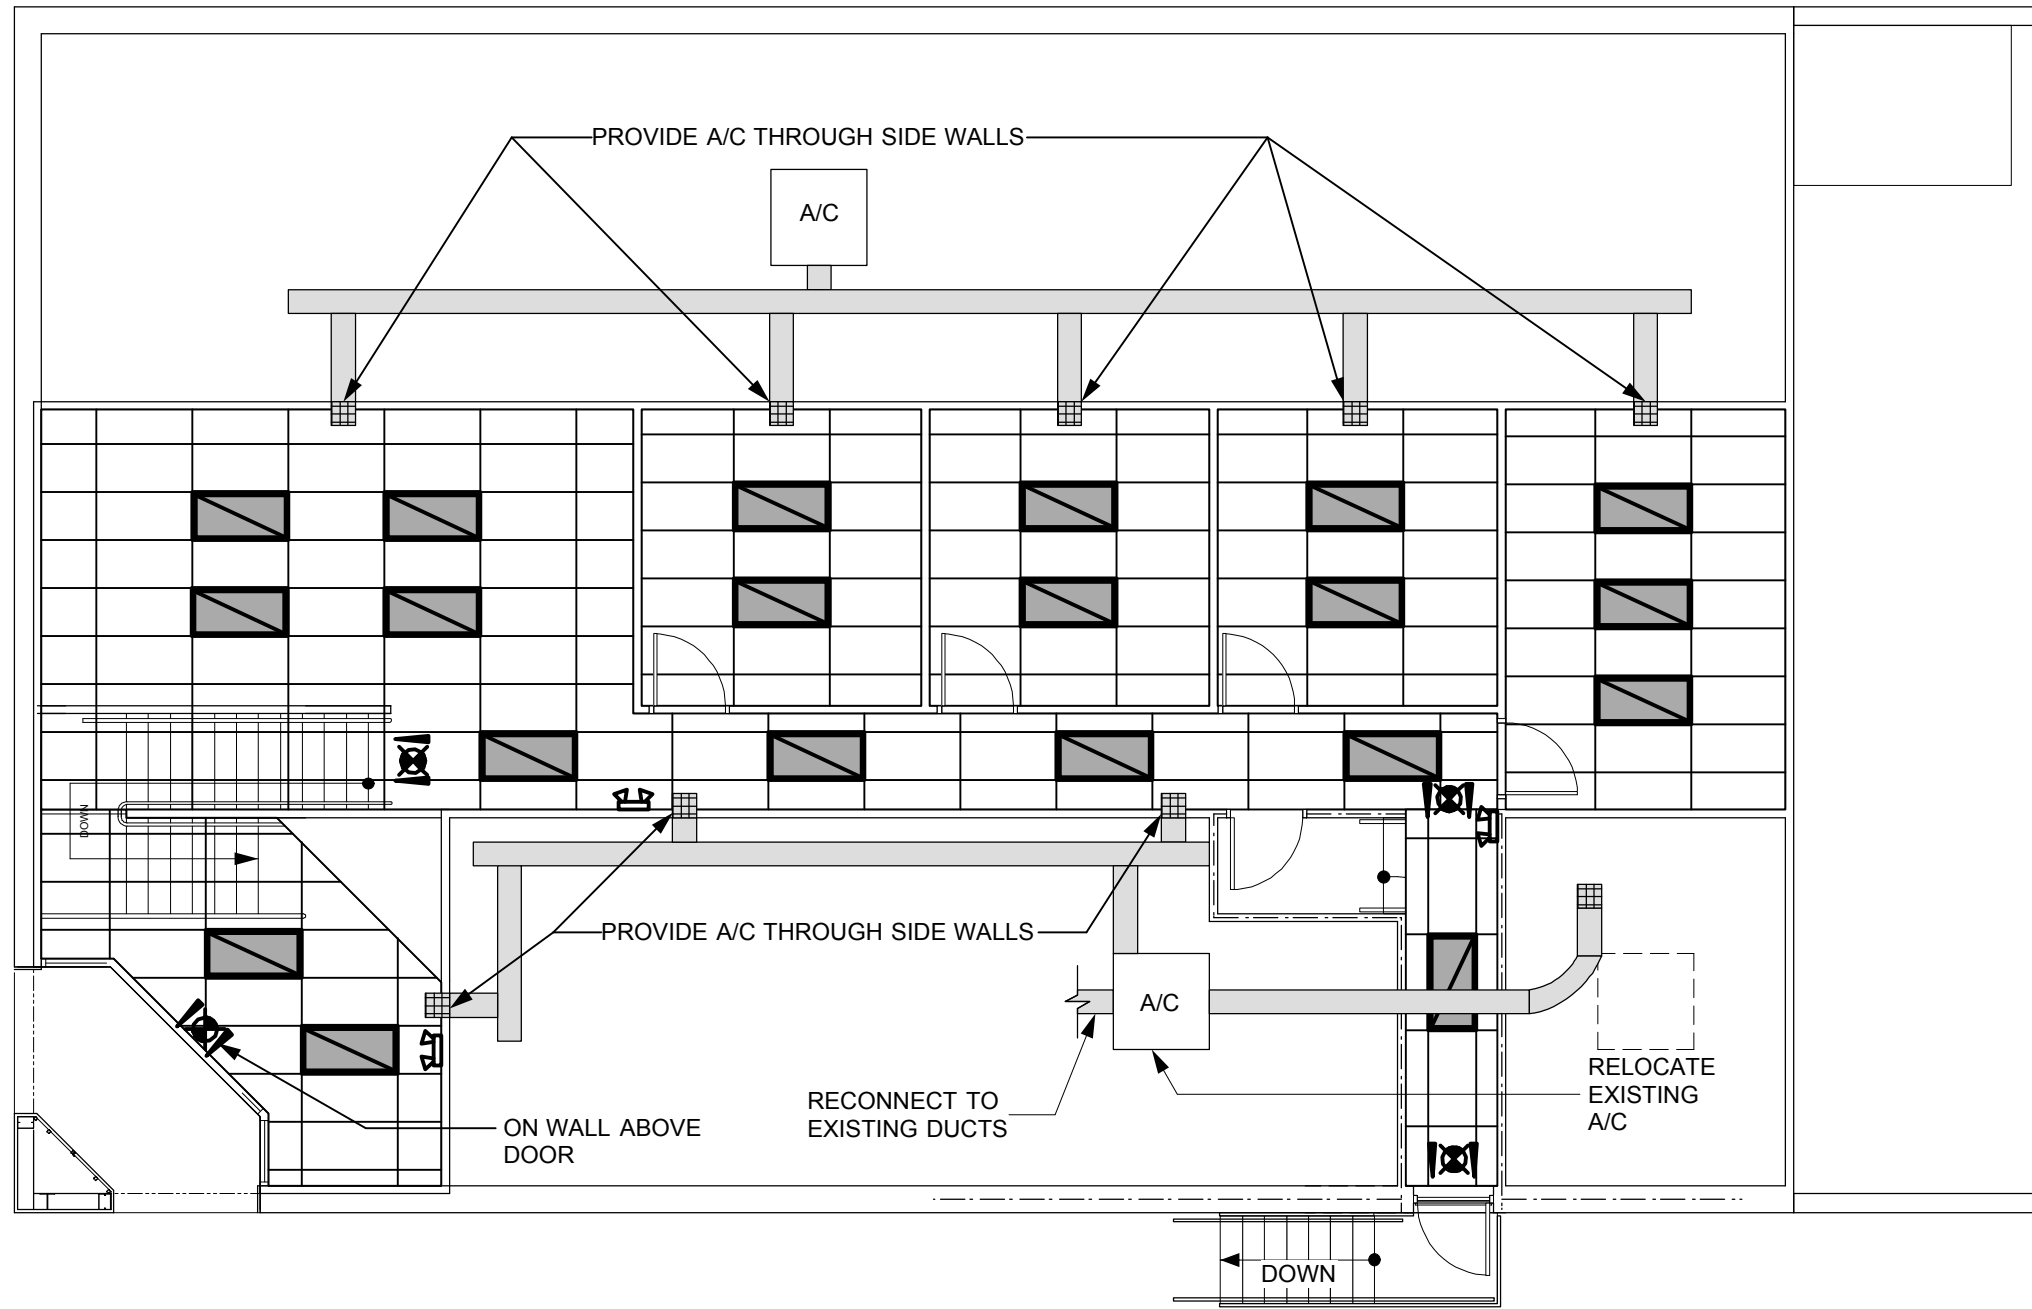 PROVIDE A/C THROUGH SIDE WALLS
A/C
DOWN
PROVIDE A/C THROUGH SIDE WALLS
A/C
RELOCATE
EXISTING
A/C
RECONNECT TO
EXISTING DUCTS
ON WALL ABOVE
DOOR
DOWN